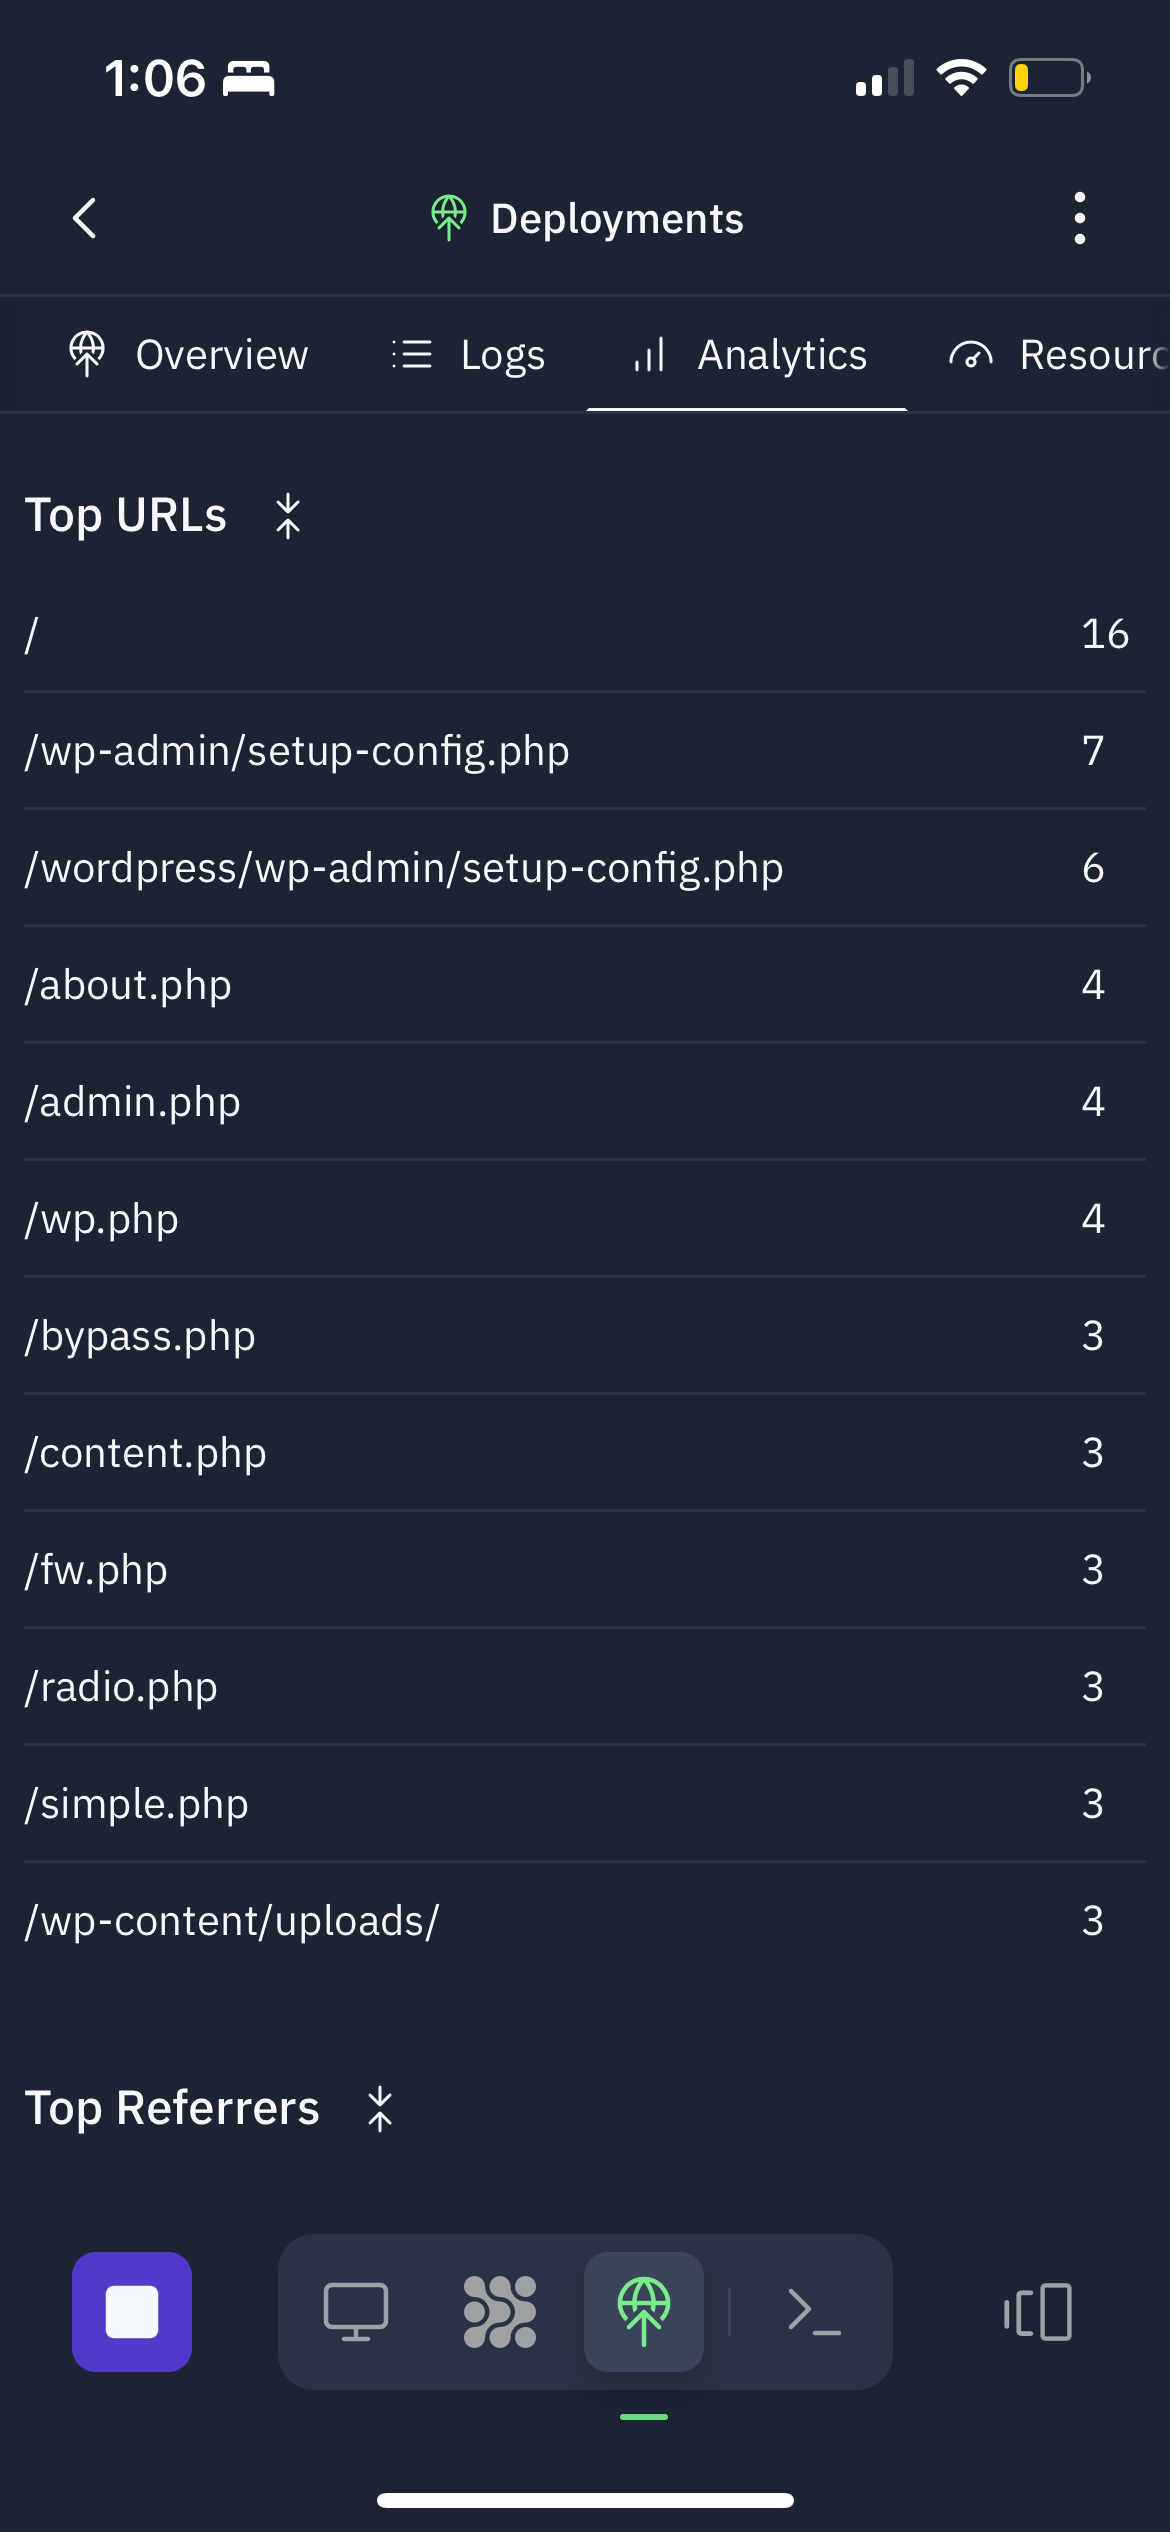 1:06
Deployments
Overview Logs Analytics Resourc
Top URLs
/ 16
/wp-admin/setup-config.php 7
/wordpress/wp-admin/setup-config.php 6
/about.php 4
/admin.php 4
/wp.php 4
/bypass.php 3
/content.php 3
/fw.php 3
/radio.php 3
/simple.php 3
/wp-content/uploads/ 3
Top Referrers